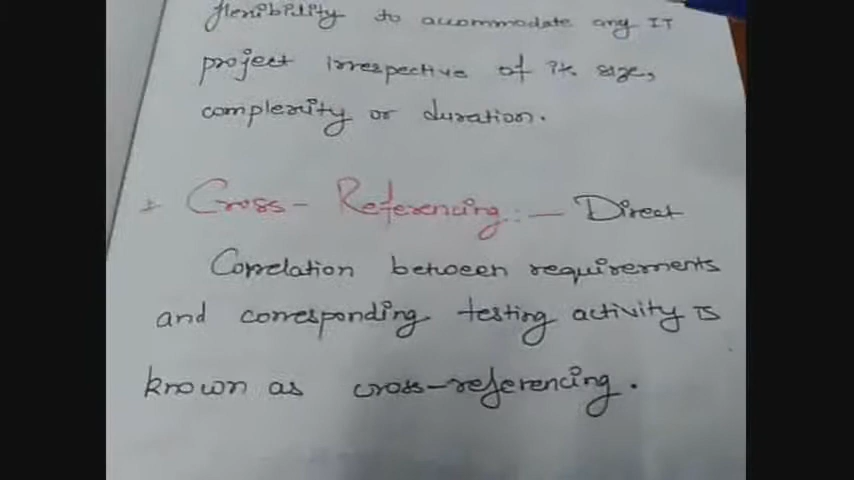 flexibility to accommodate any IT
project irrespective of its size,
complexity or duration.
+ Cross-Referencing:- Direct
Correlation between requirements
and corresponding testing activity is
known as cross-referencing.